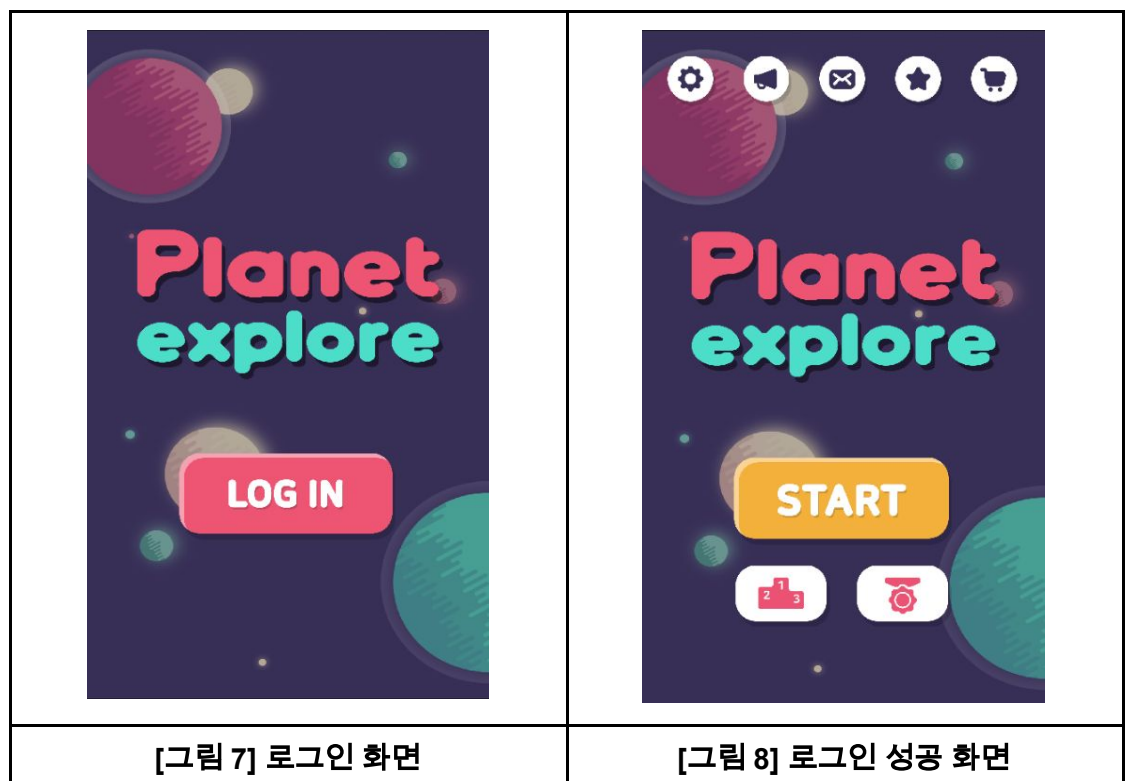 Planet
explore
LOG IN
[그림 7] 로그인 화면
Planet
explore
START
2 1 3
[그림 8] 로그인 성공 화면